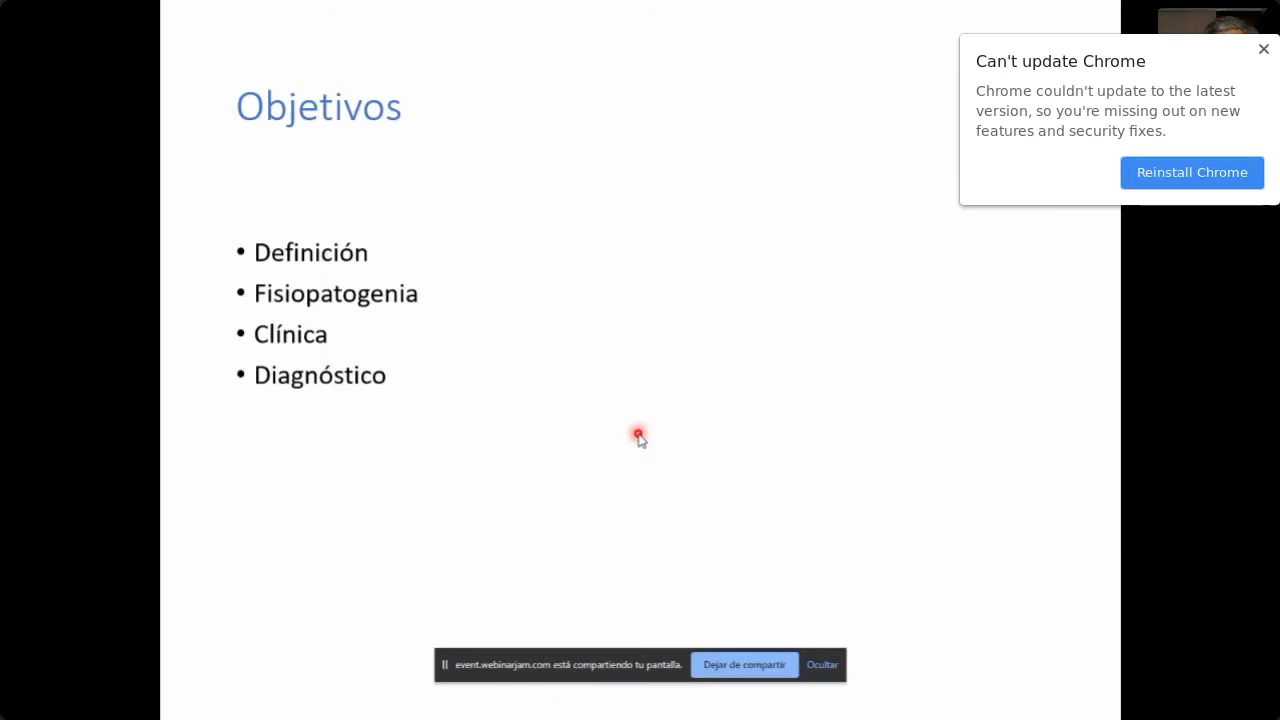 Objetivos
Can't update Chrome
Chrome couldn't update to the latest
version, so you're missing out on new
features and security fixes.
Reinstall Chrome
• Definición
• Fisiopatogenia
• Clínica
• Diagnóstico
event.webinarjam.com está compartiendo tu pantalla. Dejar de compartir Ocultar